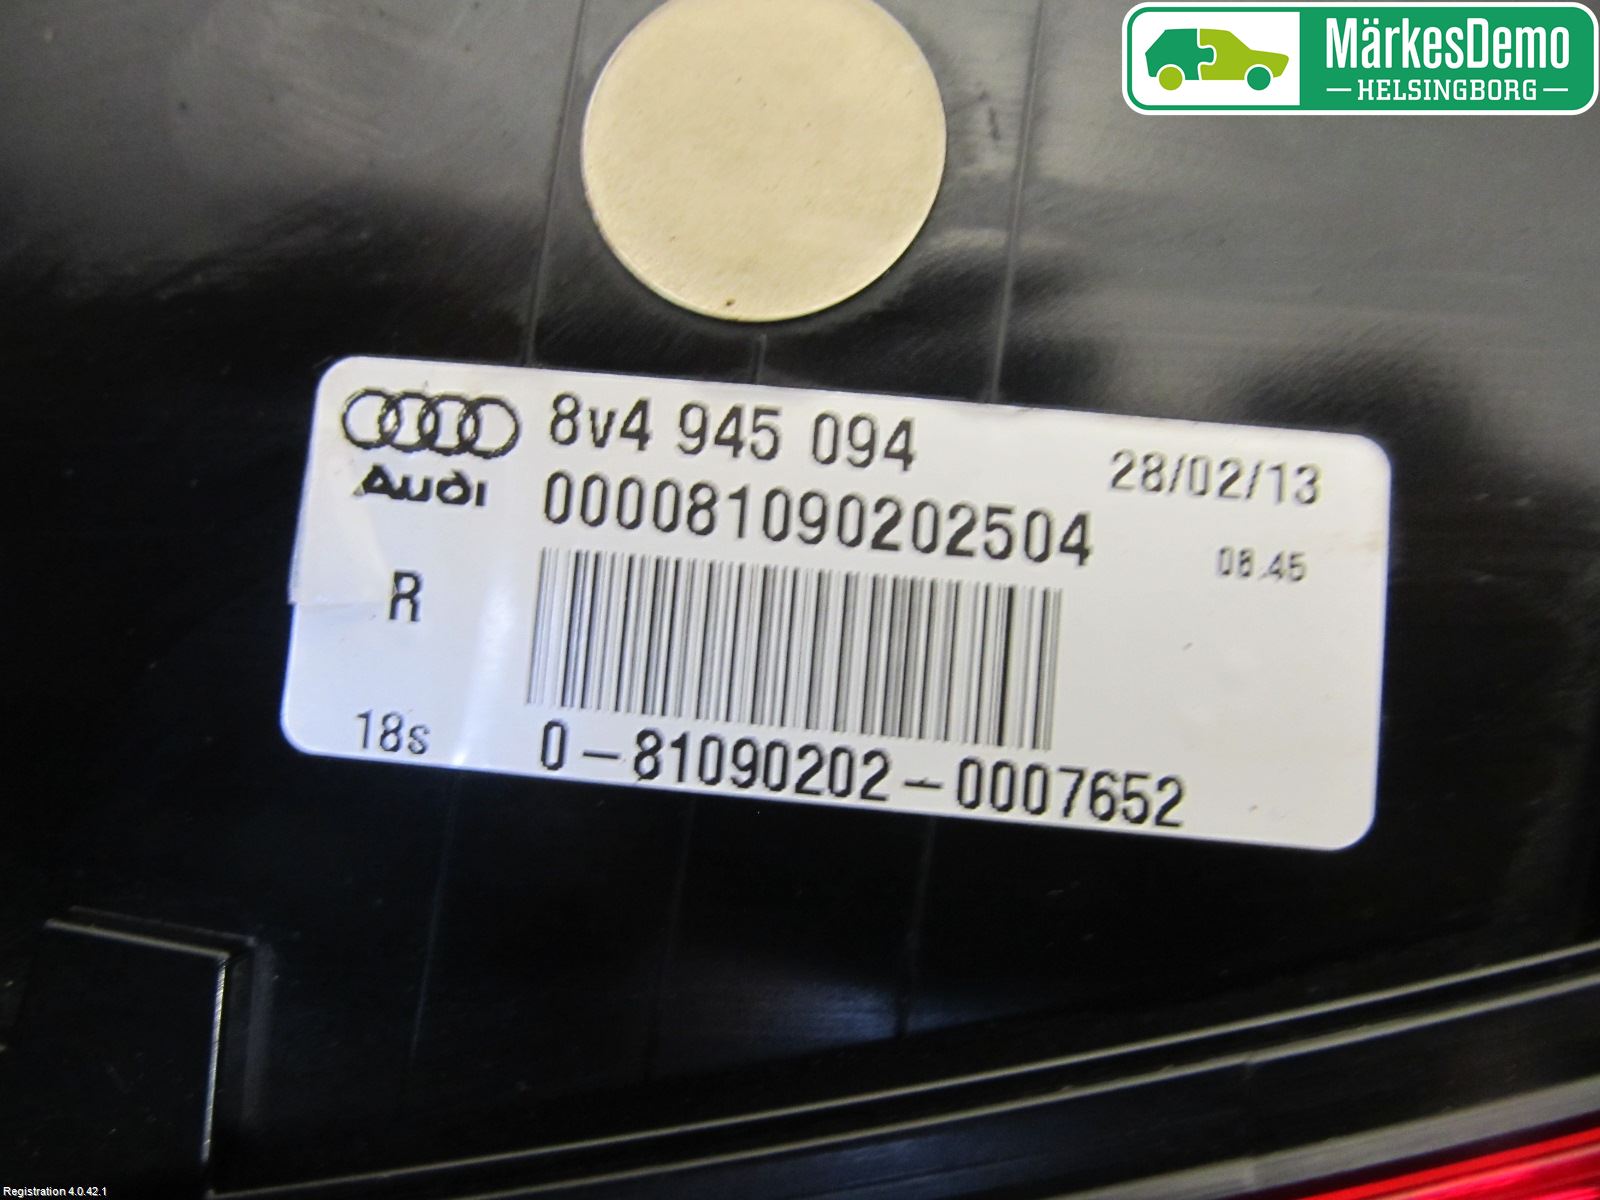 MärkesDemo
HELSINGBORG
8v4 945 094
28/02/13
Audi
000081090202504
06.45
R
18s
0-81090202-0007652
Registration 4.0.42.1